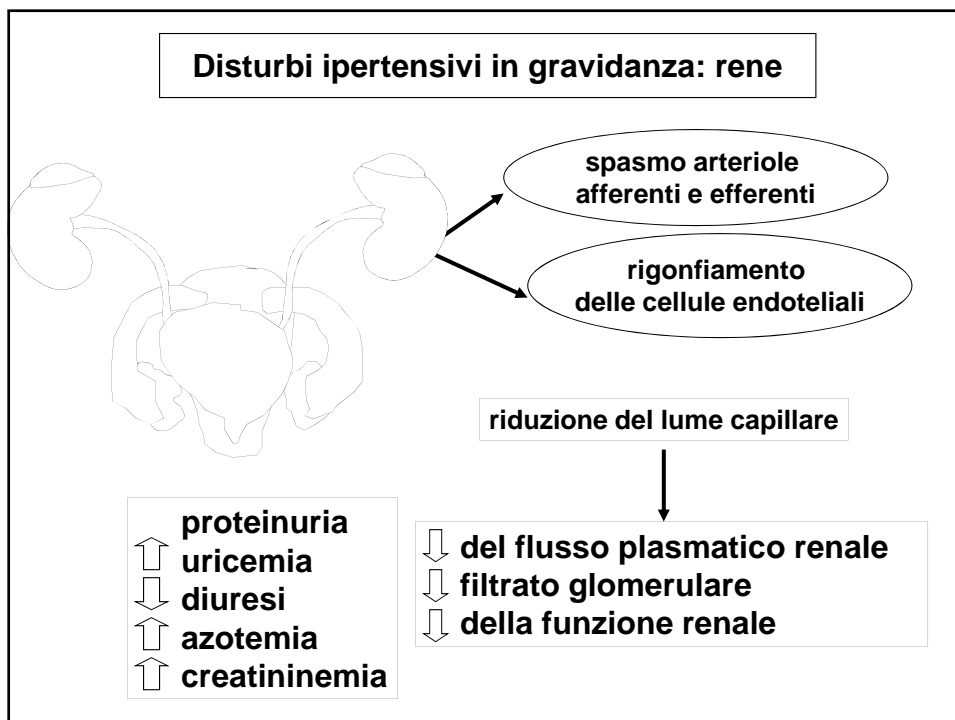 Disturbi ipertensivi in gravidanza: rene
spasmo arteriole
afferenti e efferenti
rigonfiamento
delle cellule endoteliali
riduzione del lume capillare
proteinuria
uricemia
diuresi
azotemia
creatininemia
del flusso plasmatico renale
filtrato glomerulare
della funzione renale